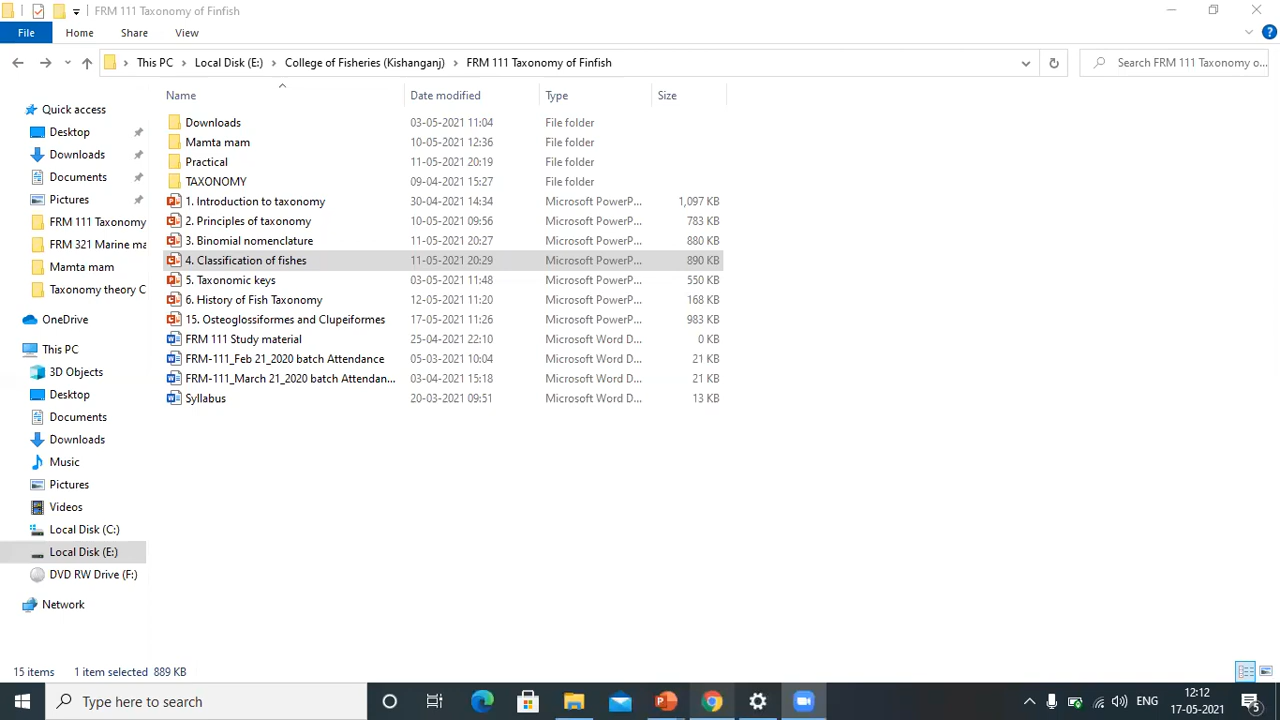 FRM 111 Taxonomy of Finfish
File Home Share View
This PC Local Disk (E:) College of Fisheries (Kishanganj) FRM 111 Taxonomy of Finfish Search FRM 111 Taxonomy o...
Name Date modified Type Size
Quick access
Desktop
Downloads
Documents
Pictures
FRM 111 Taxonomy
FRM 321 Marine ma
Mamta mam
Taxonomy theory C
OneDrive
This PC
3D Objects
Desktop
Documents
Downloads
Music
Pictures
Videos
Local Disk (C:)
Local Disk (E:)
DVD RW Drive (F:)
Network
Downloads 03-05-2021 11:04 File folder
Mamta mam 10-05-2021 12:36 File folder
Practical 11-05-2021 20:19 File folder
TAXONOMY 09-04-2021 15:27 File folder
1. Introduction to taxonomy 30-04-2021 14:34 Microsoft PowerP... 1,097 KB
2. Principles of taxonomy 10-05-2021 09:56 Microsoft PowerP... 783 KB
3. Binomial nomenclature 11-05-2021 20:27 Microsoft PowerP... 880 KB
4. Classification of fishes 11-05-2021 20:29 Microsoft PowerP... 890 KB
5. Taxonomic keys 03-05-2021 11:48 Microsoft PowerP... 550 KB
6. History of Fish Taxonomy 12-05-2021 11:20 Microsoft PowerP... 168 KB
15. Osteoglossiformes and Clupeiformes 17-05-2021 11:26 Microsoft PowerP... 983 KB
FRM 111 Study material 25-04-2021 22:10 Microsoft Word D... 0 KB
FRM-111_Feb 21_2020 batch Attendance 05-03-2021 10:04 Microsoft Word D... 21 KB
FRM-111_March 21_2020 batch Attendan... 03-04-2021 15:18 Microsoft Word D... 21 KB
Syllabus 20-03-2021 09:51 Microsoft Word D... 13 KB
15 items 1 item selected 889 KB
Type here to search
ENG
12:12
17-05-2021
5